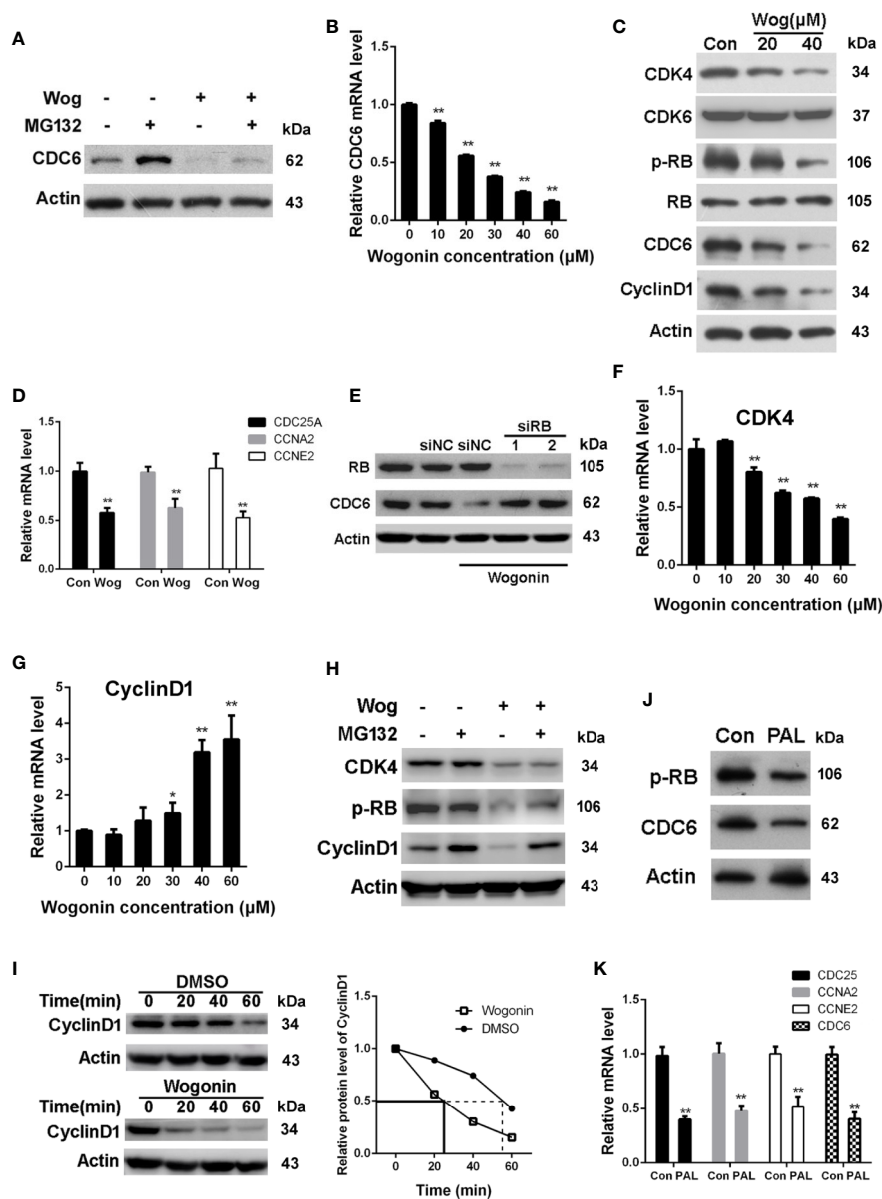 A
Wog - - + +
MG132 - + - + kDa
CDC6 62
Actin 43
B
Relative CDC6 mRNA level
1.5
1.0
0.5
0.0
** ** ** ** **
0 10 20 30 40 60
Wogonin concentration (µM)
C
Wog(µM)
Con 20 40 kDa
CDK4 34
CDK6 37
p-RB 106
RB 105
CDC6 62
CyclinD1 34
Actin 43
D
Relative mRNA level
1.5
1.0
0.5
0.0
CDC25A
CCNA2
CCNE2
** ** **
Con Wog Con Wog Con Wog
E
siRB
siNC siNC 1 2 kDa
RB 105
CDC6 62
Actin 43
Wogonin
F
CDK4
Relative mRNA level
1.5
1.0
0.5
0.0
** ** ** **
0 10 20 30 40 60
Wogonin concentration (µM)
G
CyclinD1
Relative mRNA level
5
4
3
2
1
0
* ** **
0 10 20 30 40 60
Wogonin concentration (µM)
H
Wog - - + +
MG132 - + - + kDa
CDK4 34
p-RB 106
CyclinD1 34
Actin 43
J
Con PAL kDa
p-RB 106
CDC6 62
Actin 43
I
DMSO
Time(min) 0 20 40 60 kDa
CyclinD1 34
Actin 43
Wogonin
Time(min) 0 20 40 60 kDa
CyclinD1 34
Actin 43
Relative protein level of CyclinD1
1.5
1.0
0.5
0.0
Wogonin
DMSO
0 20 40 60
Time (min)
K
Relative mRNA level
1.5
1.0
0.5
0.0
CDC25
CCNA2
CCNE2
CDC6
** ** ** **
Con PAL Con PAL Con PAL Con PAL